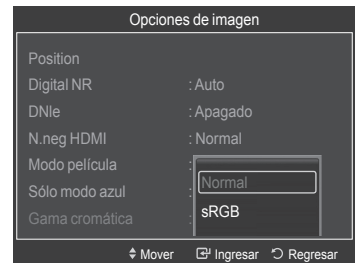 Opciones de imagen
Position
Digital NR : Auto
DNIe : Apagado
N.neg HDMI : Normal
Modo película :
Normal
Sólo modo azul :
sRGB
Gama cromática :
Mover Ingresar Regresar